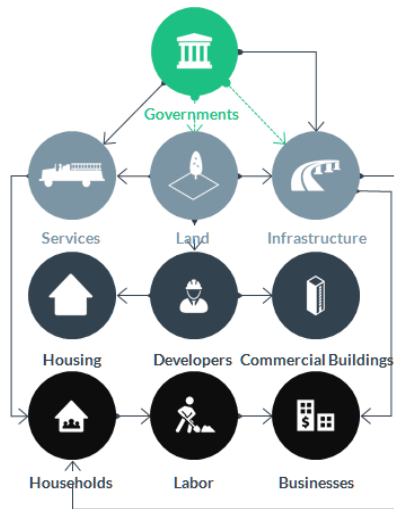 Governments
Services
Land
Infrastructure
Housing
Developers
Commercial Buildings
$
Households
Labor
Businesses